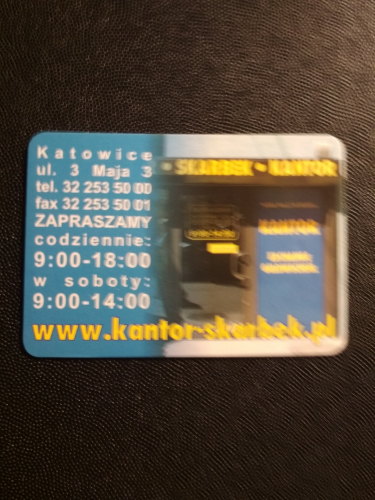 Katowice
ul. 3 Maja 3
tel. 32 253 50 00
fax 32 253 50 01
ZAPRASZAMY
codziennie:
9:00-18:00
w soboty:
9:00-14:00
SKARBEK - KANTOR
KANTOR
www.kantor-skarbek.pl